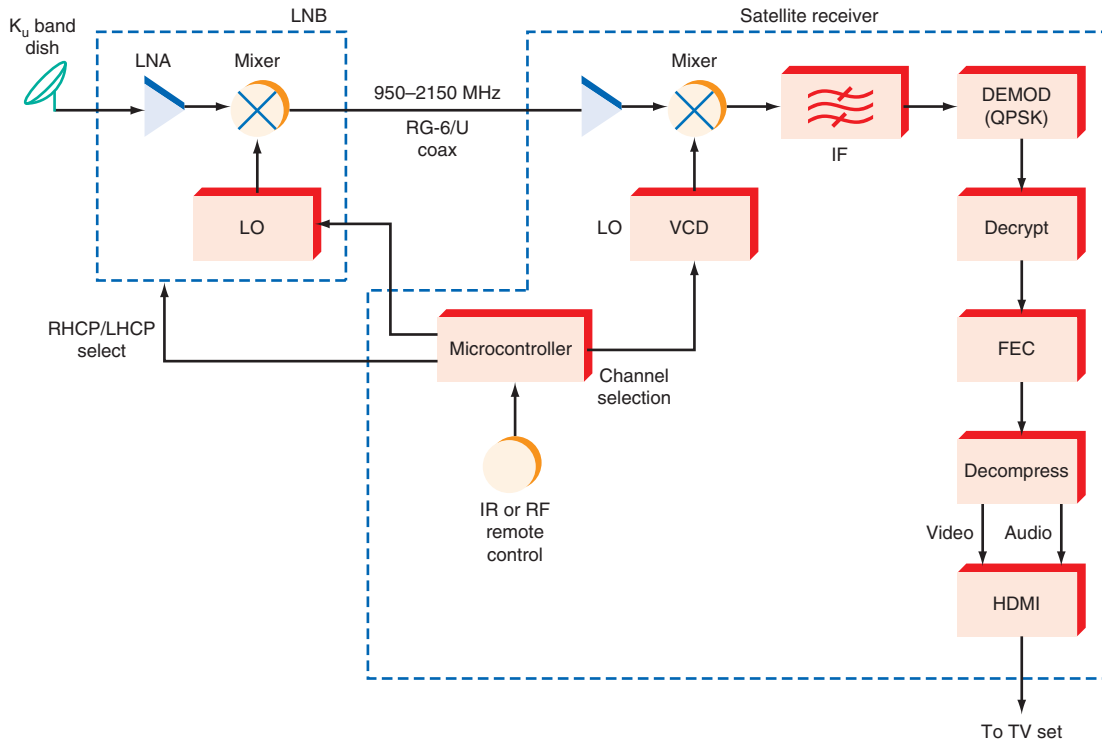 K_u band
dish
LNB
LNA
Mixer
LO
950–2150 MHz
RG-6/U
coax
Satellite receiver
Mixer
IF
DEMOD
(QPSK)
LO
VCD
Decrypt
RHCP/LHCP
select
Microcontroller
Channel
selection
FEC
IR or RF
remote
control
Decompress
Video
Audio
HDMI
To TV set